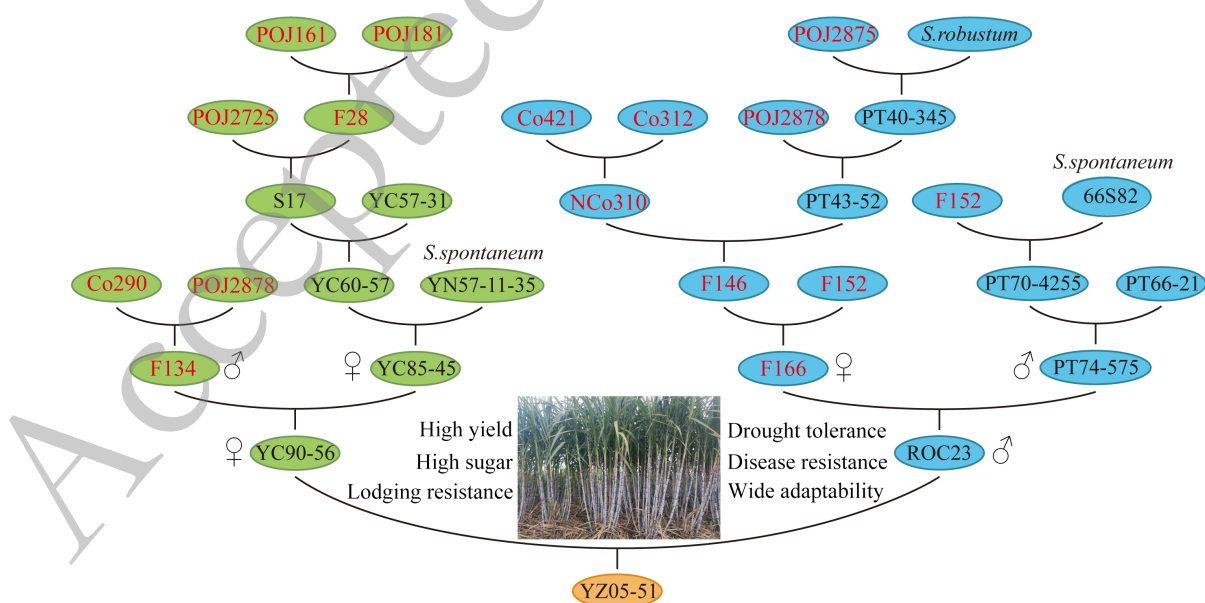 POJ161 POJ181 POJ2875 S.robustum
POJ2725 F28 Co421 Co312 POJ2878 PT40-345
S.spontaneum
S17 YC57-31 NCo310 PT43-52 F152 66S82
S.spontaneum
Co290 POJ2878 YC60-57 YN57-11-35 F146 F152 PT70-4255 PT66-21
F134 ♂ ♀ YC85-45 F166 ♀ ♂ PT74-575
High yield Drought tolerance
♀ YC90-56 High sugar Disease resistance ROC23 ♂
Lodging resistance Wide adaptability
YZ05-51
Accepte